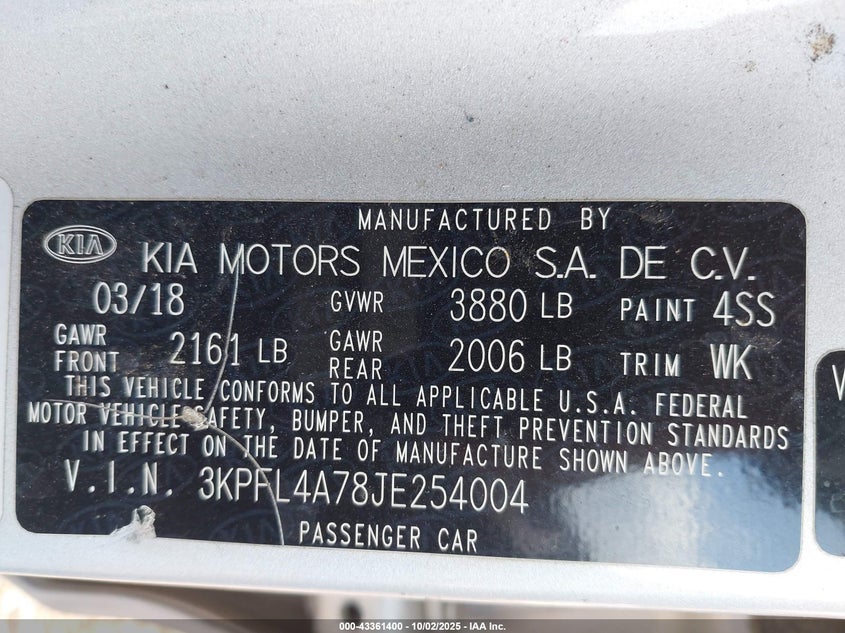 MANUFACTURED BY
KIA KIA MOTORS MEXICO S.A. DE C.V.
03/18 GVWR 3880 LB PAINT 4SS
GAWR FRONT 2161 LB GAWR REAR 2006 LB TRIM WK
THIS VEHICLE CONFORMS TO ALL APPLICABLE U.S.A. FEDERAL
MOTOR VEHICLE SAFETY, BUMPER, AND THEFT PREVENTION STANDARDS
IN EFFECT ON THE DATE OF MANUFACTURE SHOWN ABOVE.
V.I.N. 3KPFL4A78JE254004
PASSENGER CAR
000-43361400 - 10/02/2025 - IAA Inc.